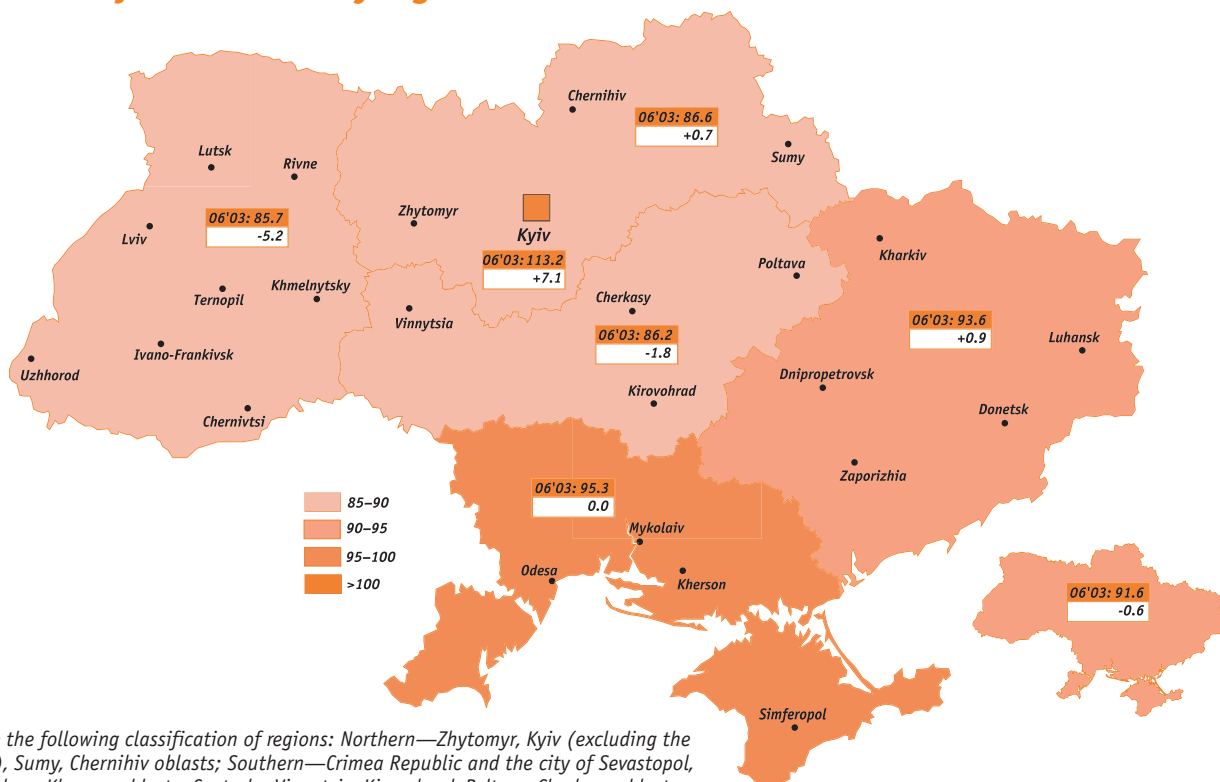 Chernihiv
06'03: 86.6
+0.7
Sumy
Lutsk
Rivne
06'03: 85.7
-5.2
Lviv
Zhytomyr
Kyiv
06'03: 113.2
+7.1
Kharkiv
Poltava
Ternopil
Khmelnytsky
Vinnytsia
Cherkasy
06'03: 86.2
-1.8
06'03: 93.6
+0.9
Luhansk
Ivano-Frankivsk
Uzhhorod
Chernivtsi
Kirovohrad
Dnipropetrovsk
Donetsk
Zaporizhia
06'03: 95.3
0.0
Mykolaiv
Odesa
Kherson
85–90
90–95
95–100
>100
06'03: 91.6
-0.6
Simferopol
the following classification of regions: Northern—Zhytomyr, Kyiv (excluding the
), Sumy, Chernihiv oblasts; Southern—Crimea Republic and the city of Sevastopol,